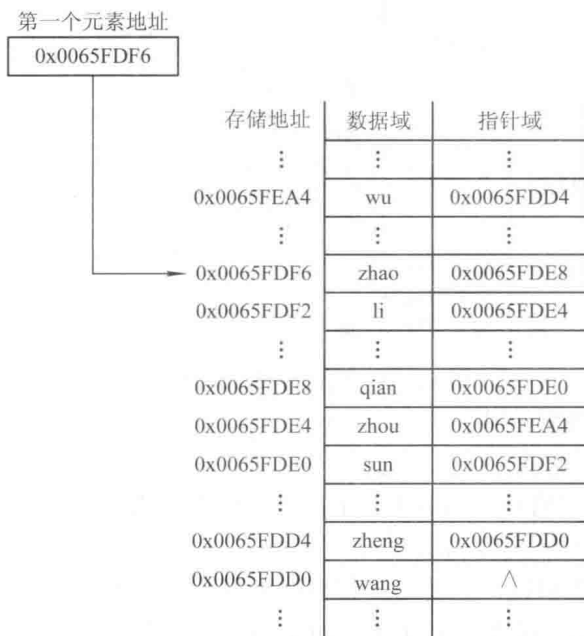 第一个元素地址
0x0065FDF6
存储地址 数据域 指针域
⋮ ⋮ ⋮
0x0065FEA4 wu 0x0065FDD4
⋮ ⋮ ⋮
0x0065FDF6 zhao 0x0065FDE8
0x0065FDF2 li 0x0065FDE4
⋮ ⋮ ⋮
0x0065FDE8 qian 0x0065FDE0
0x0065FDE4 zhou 0x0065FEA4
0x0065FDE0 sun 0x0065FDF2
⋮ ⋮ ⋮
0x0065FDD4 zheng 0x0065FDD0
0x0065FDD0 wang ∧
⋮ ⋮ ⋮